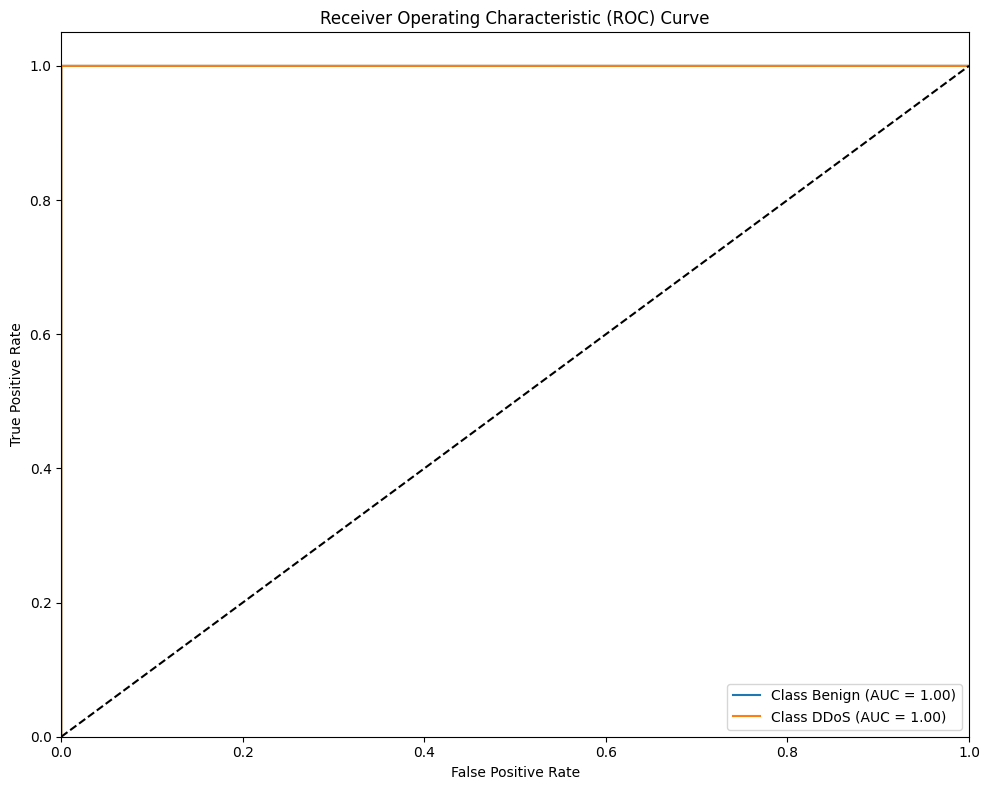 Receiver Operating Characteristic (ROC) Curve
1.0
0.8
0.6
0.4
0.2
0.0
True Positive Rate
0.0 0.2 0.4 0.6 0.8 1.0
False Positive Rate
Class Benign (AUC = 1.00)
Class DDoS (AUC = 1.00)